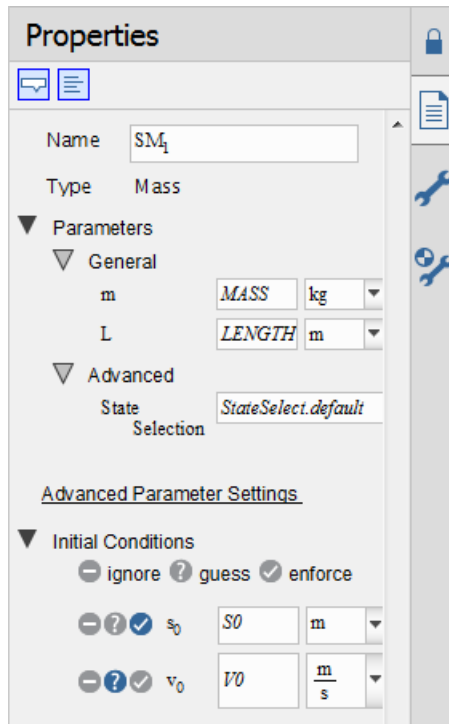 Properties
Name SM₁
Type Mass
Parameters
General
m MASS kg
L LENGTH m
Advanced
State
Selection StateSelect.default
Advanced Parameter Settings
Initial Conditions
ignore ? guess enforce
? s₀ S0 m
? v₀ V0 m/s